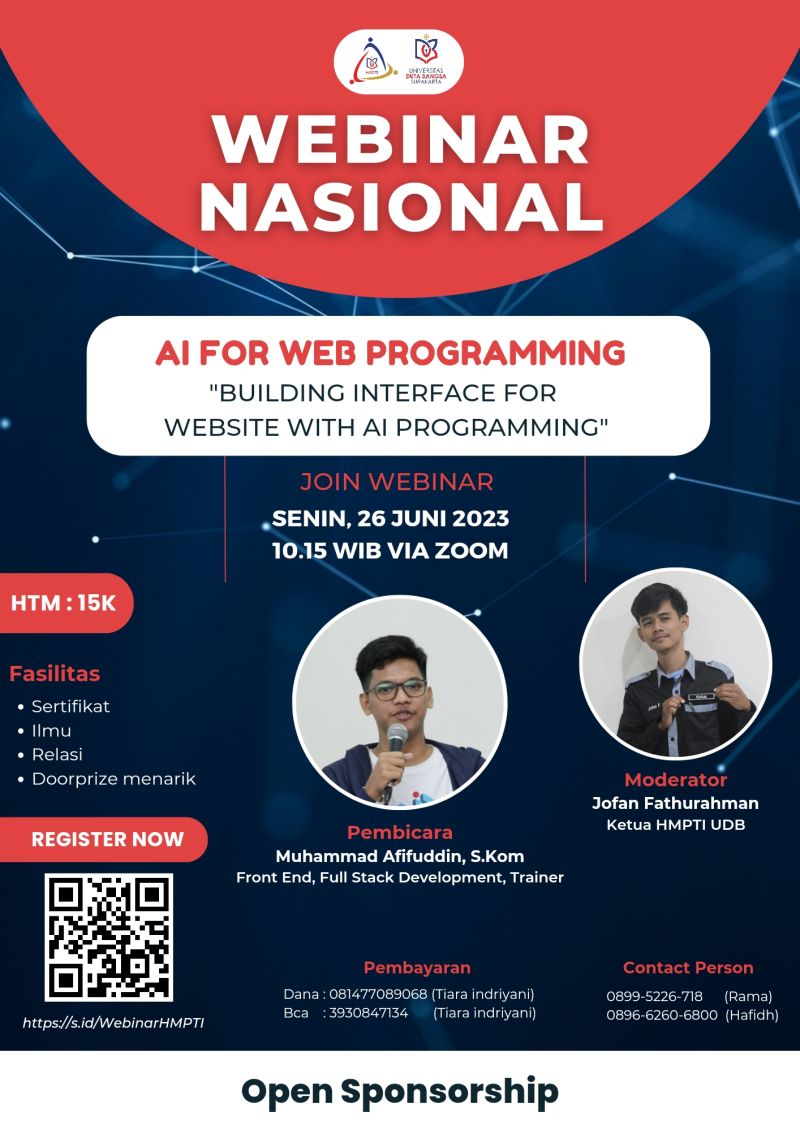 HMPTI
UNIVERSITAS
DUTA BANGSA
SURAKARTA
WEBINAR
NASIONAL
AI FOR WEB PROGRAMMING
"BUILDING INTERFACE FOR
WEBSITE WITH AI PROGRAMMING"
JOIN WEBINAR
SENIN, 26 JUNI 2023
10.15 WIB VIA ZOOM
HTM : 15K
Fasilitas
• Sertifikat
• Ilmu
• Relasi
• Doorprize menarik
REGISTER NOW
https://s.id/WebinarHMPTI
Pembicara
Muhammad Afifuddin, S.Kom
Front End, Full Stack Development, Trainer
Moderator
Jofan Fathurahman
Ketua HMPTI UDB
Pembayaran
Dana : 081477089068 (Tiara indriyani)
Bca : 3930847134 (Tiara indriyani)
Contact Person
0899-5226-718 (Rama)
0896-6260-6800 (Hafidh)
Open Sponsorship